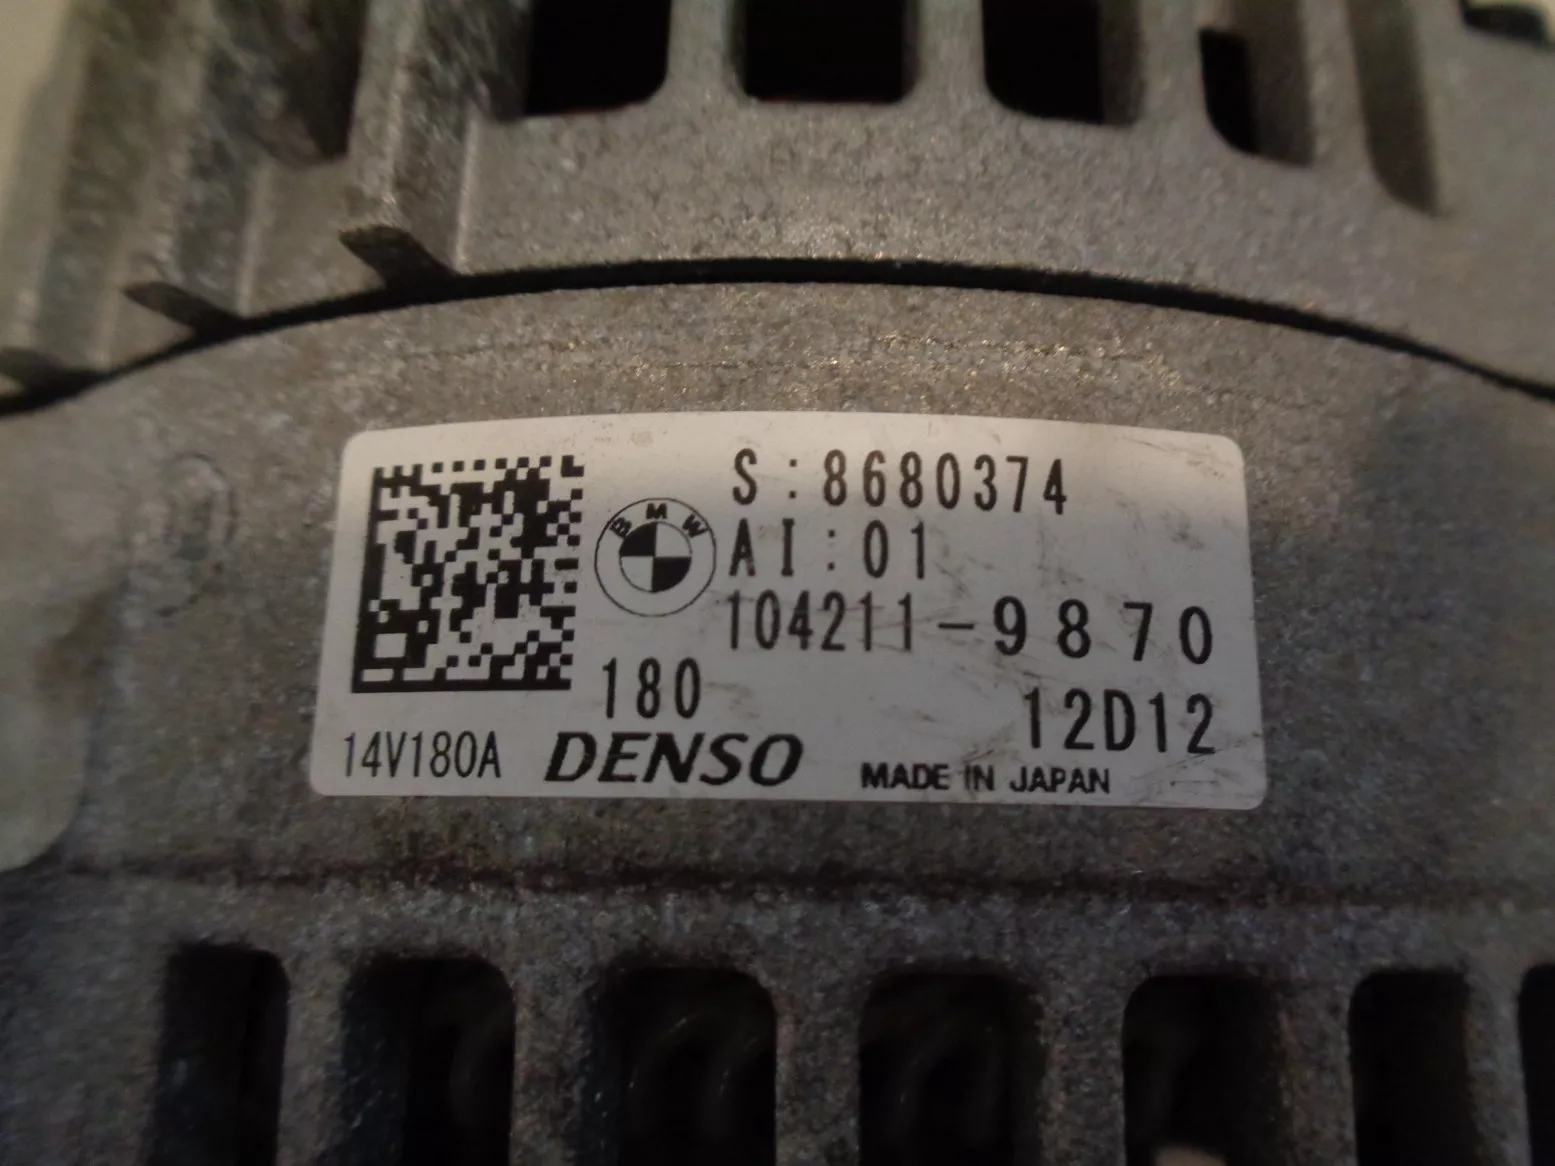 S:8680374
BMW
AI:01
104211-9870
180
12D12
14V180A DENSO MADE IN JAPAN